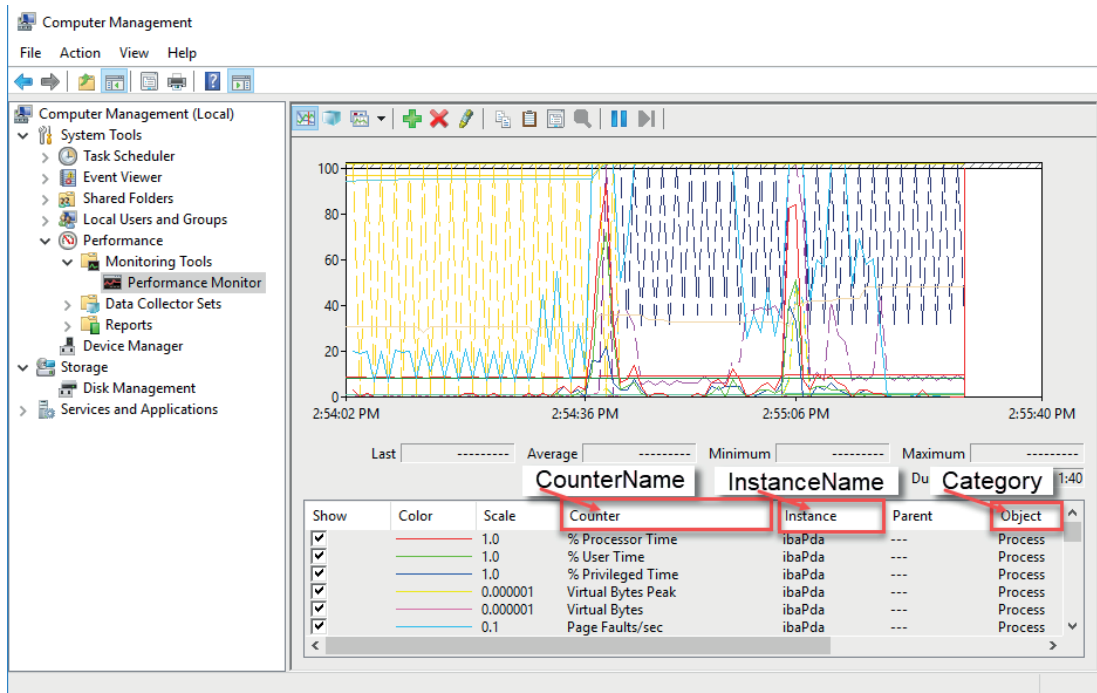 Computer Management
File Action View Help
Computer Management (Local)
System Tools
Task Scheduler
Event Viewer
Shared Folders
Local Users and Groups
Performance
Monitoring Tools
Performance Monitor
Data Collector Sets
Reports
Device Manager
Storage
Disk Management
Services and Applications
100
80
60
40
20
0
2:54:02 PM 2:54:36 PM 2:55:06 PM 2:55:40 PM
Last --------- Average --------- Minimum --------- Maximum ---------
CounterName InstanceName Du Category 1:40
Show Color Scale Counter Instance Parent Object
1.0 % Processor Time ibaPda --- Process
1.0 % User Time ibaPda --- Process
1.0 % Privileged Time ibaPda --- Process
0.000001 Virtual Bytes Peak ibaPda --- Process
0.000001 Virtual Bytes ibaPda --- Process
0.1 Page Faults/sec ibaPda --- Process